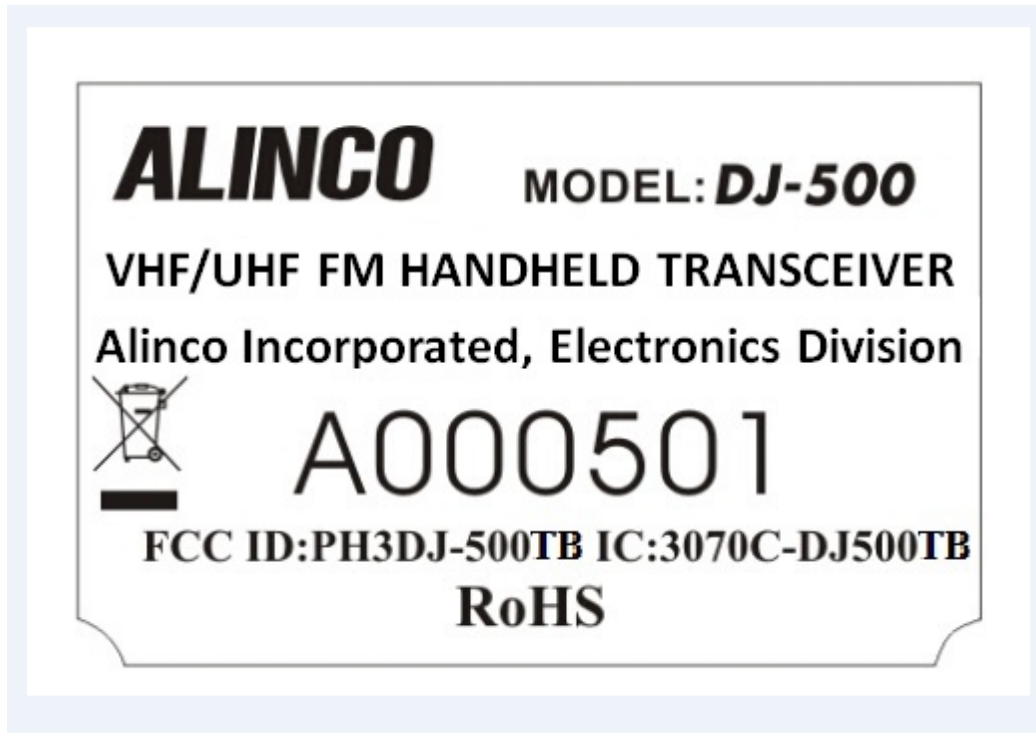 ALINCO MODEL: DJ-500
VHF/UHF FM HANDHELD TRANSCEIVER
Alinco Incorporated, Electronics Division
A000501
FCC ID:PH3DJ-500TB IC:3070C-DJ500TB
RoHS